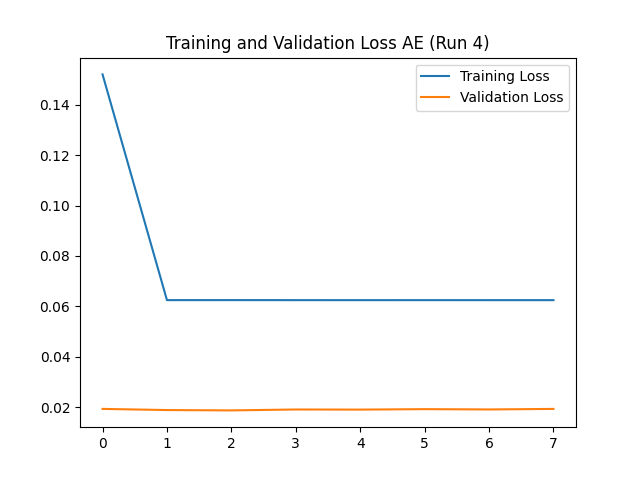 Training and Validation Loss AE (Run 4)
Training Loss
Validation Loss
0.14
0.12
0.10
0.08
0.06
0.04
0.02
0 1 2 3 4 5 6 7